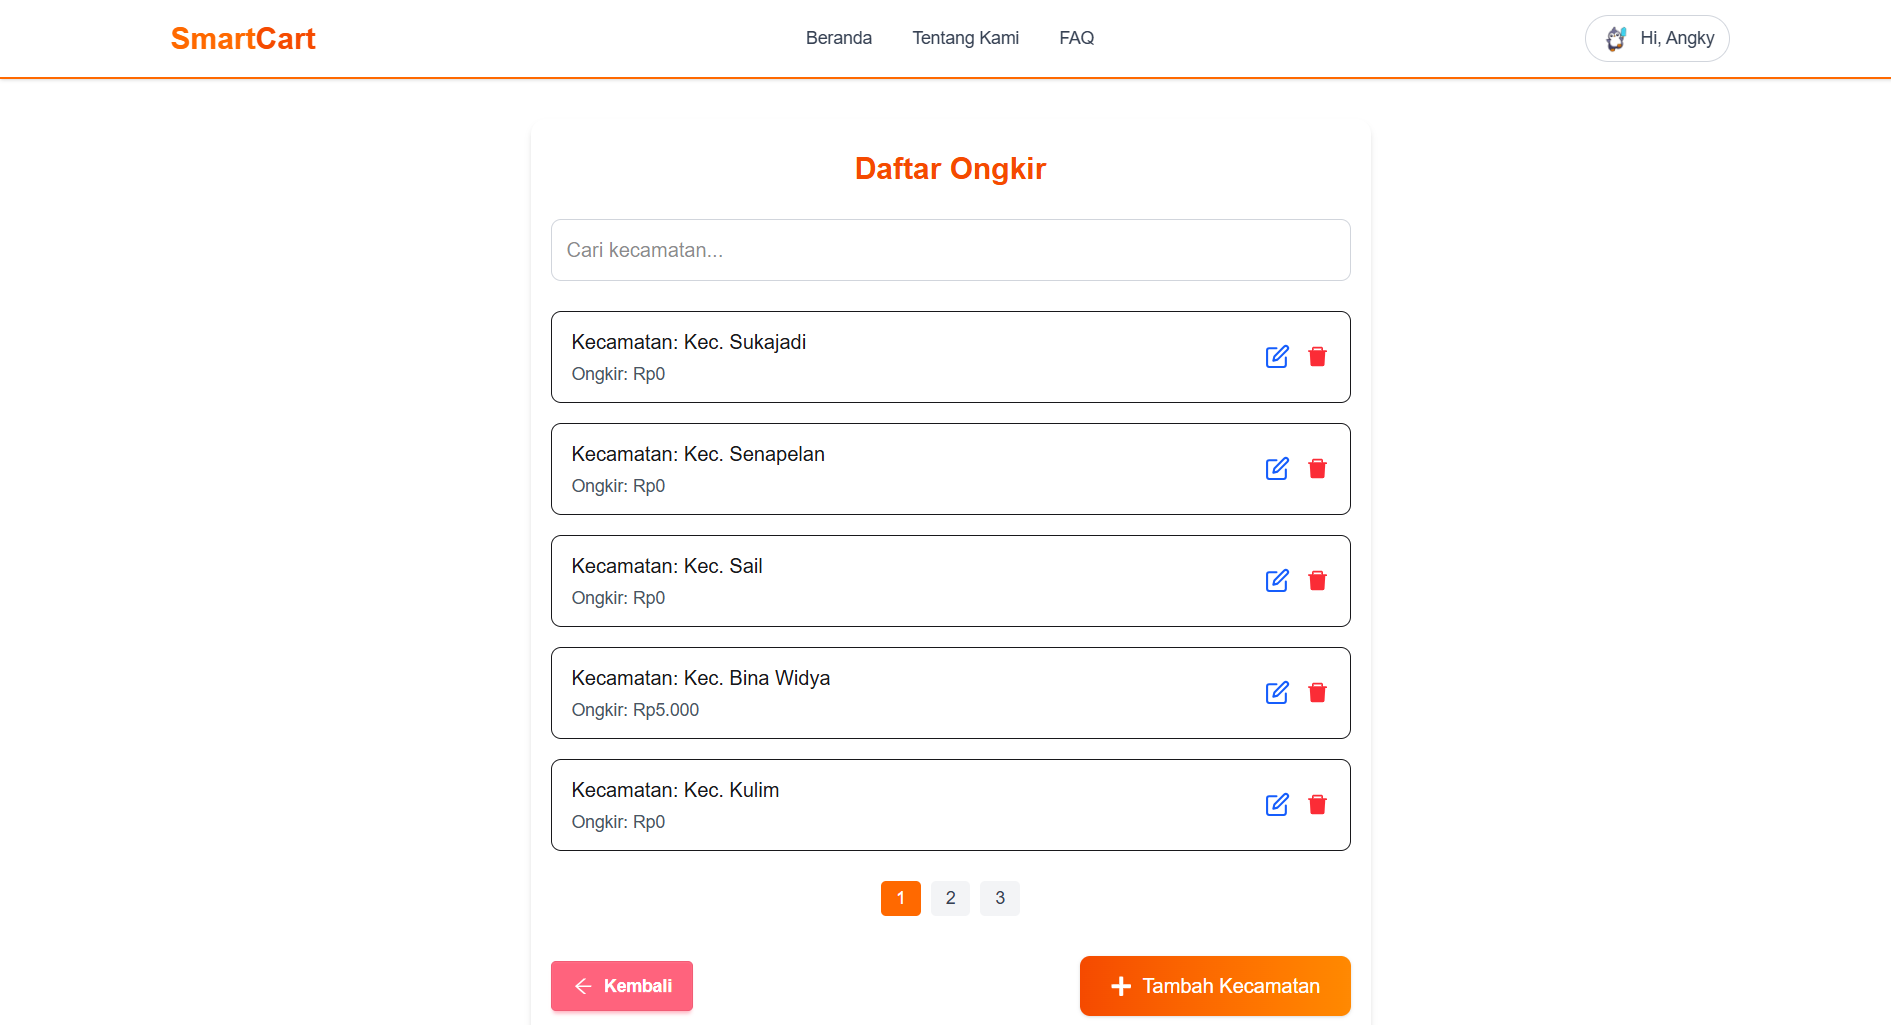 SmartCart
Beranda
Tentang Kami
FAQ
Hi, Angky
Daftar Ongkir
Cari kecamatan...
Kecamatan: Kec. Sukajadi
Ongkir: Rp0
Kecamatan: Kec. Senapelan
Ongkir: Rp0
Kecamatan: Kec. Sail
Ongkir: Rp0
Kecamatan: Kec. Bina Widya
Ongkir: Rp5.000
Kecamatan: Kec. Kulim
Ongkir: Rp0
1 2 3
Kembali
Tambah Kecamatan